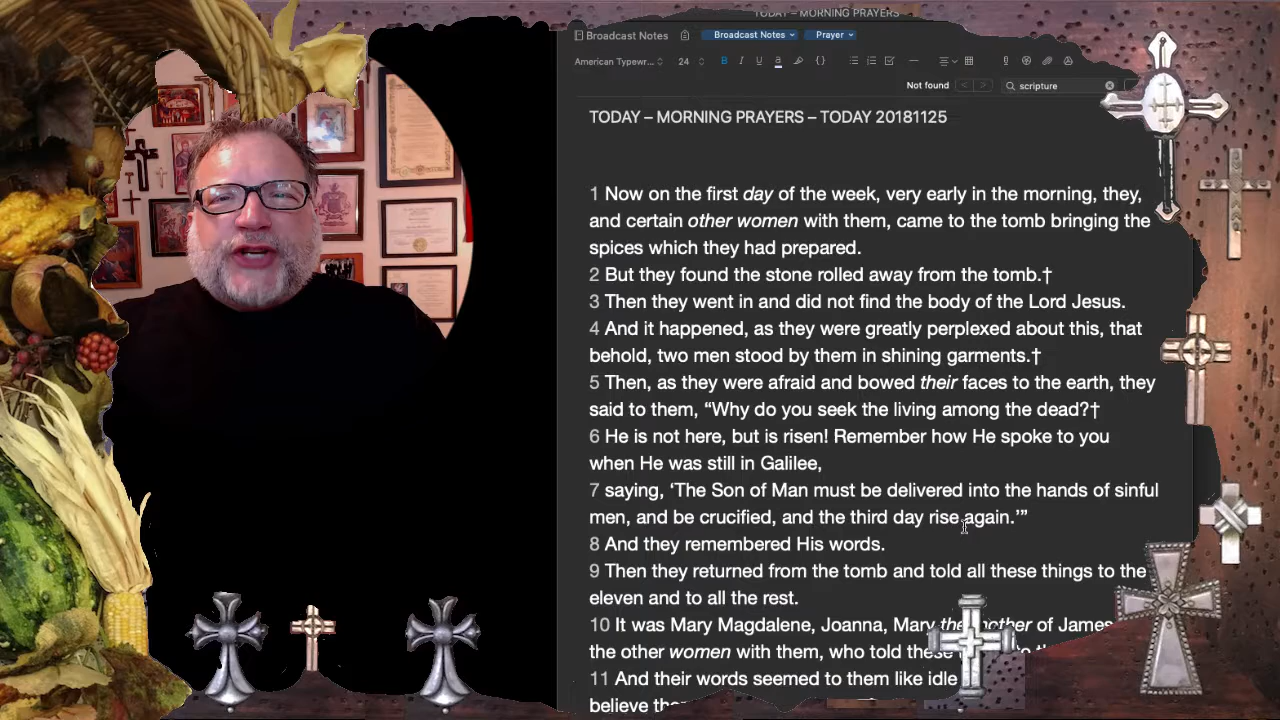 TODAY – MORNING PRAYERS
Broadcast Notes
Broadcast Notes
Prayer
American Typewr...
24
B I U a {}
Not found
scripture
TODAY – MORNING PRAYERS – TODAY 20181125
1 Now on the first day of the week, very early in the morning, they,
and certain other women with them, came to the tomb bringing the
spices which they had prepared.
2 But they found the stone rolled away from the tomb.†
3 Then they went in and did not find the body of the Lord Jesus.
4 And it happened, as they were greatly perplexed about this, that
behold, two men stood by them in shining garments.†
5 Then, as they were afraid and bowed their faces to the earth, they
said to them, “Why do you seek the living among the dead?†
6 He is not here, but is risen! Remember how He spoke to you
when He was still in Galilee,
7 saying, ‘The Son of Man must be delivered into the hands of sinful
men, and be crucified, and the third day rise again.’”
8 And they remembered His words.
9 Then they returned from the tomb and told all these things to the
eleven and to all the rest.
10 It was Mary Magdalene, Joanna, Mary the mother of James
the other women with them, who told these
11 And their words seemed to them like idle
believe